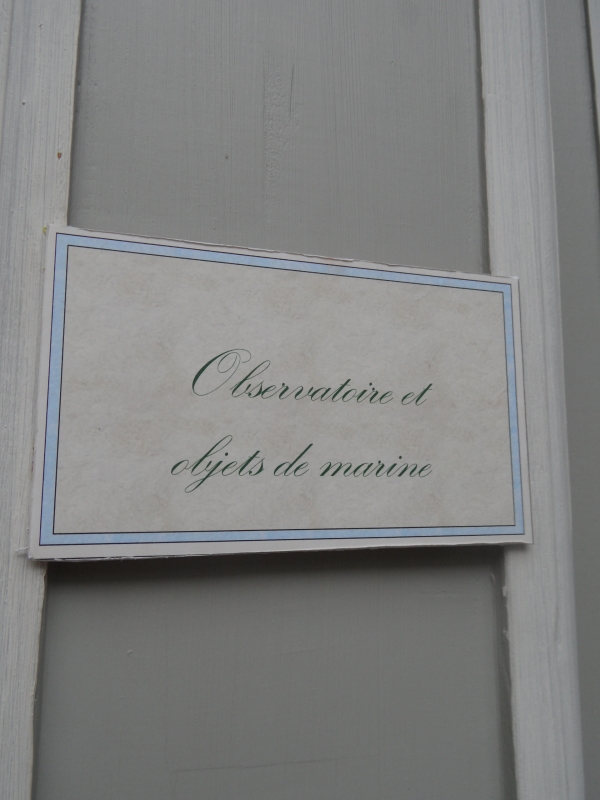 Observatoire et
objets de marine